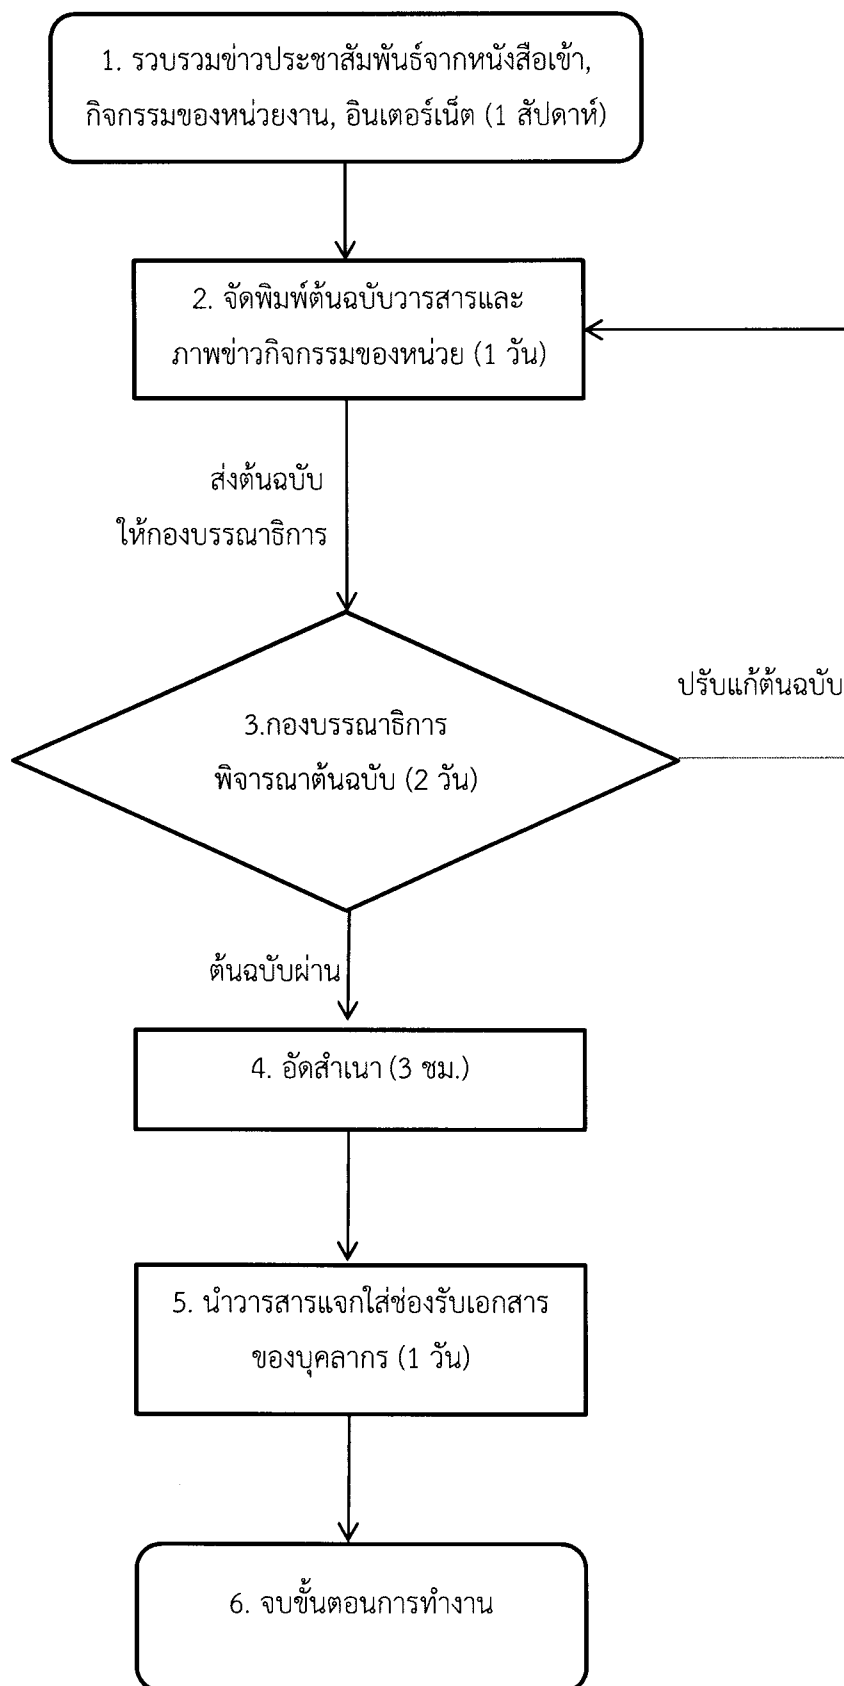 1. รวบรวมข่าวประชาสัมพันธ์จากหนังสือเข้า,
กิจกรรมของหน่วยงาน, อินเตอร์เน็ต (1 สัปดาห์)
2. จัดพิมพ์ต้นฉบับวารสารและ
ภาพข่าวกิจกรรมของหน่วย (1 วัน)
ส่งต้นฉบับ
ให้กองบรรณาธิการ
ปรับแก้ต้นฉบับ
3.กองบรรณาธิการ
พิจารณาต้นฉบับ (2 วัน)
ต้นฉบับผ่าน
4. อัดสำเนา (3 ชม.)
5. นำวารสารแจกใส่ช่องรับเอกสาร
ของบุคลากร (1 วัน)
6. จบขั้นตอนการทำงาน